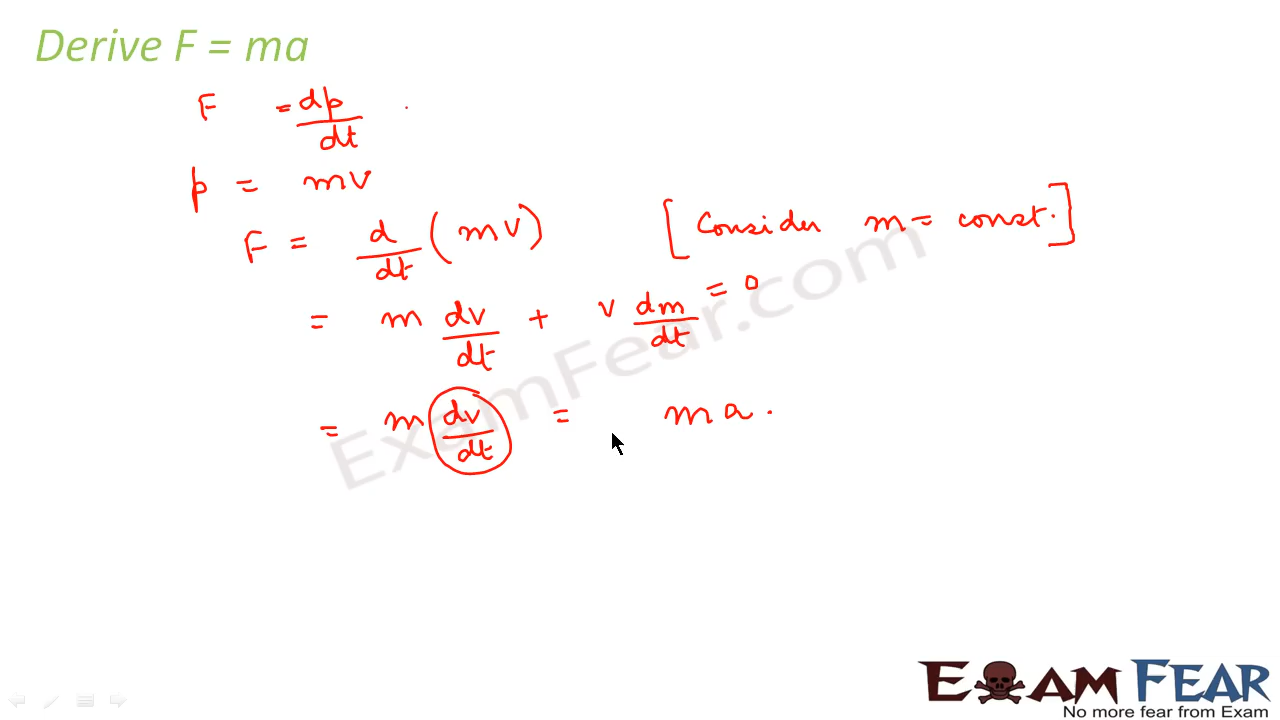 Derive F = ma
F = dp/dt
p = mv
F = d/dt (mv) [Consider m = const.]
= m dv/dt + v dm/dt = 0
= m dv/dt = ma.
ExamFear.com
EXAM FEAR
No more fear from Exam